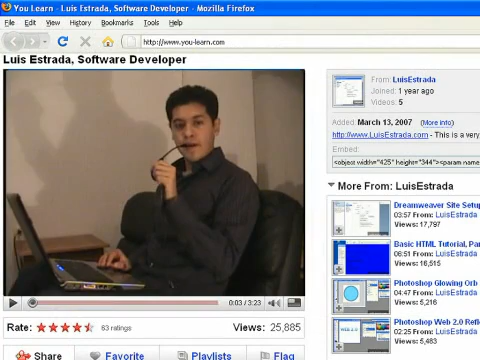 You Learn - Luis Estrada, Software Developer - Mozilla Firefox
File Edit View History Bookmarks Tools Help
http://www.you-learn.com
Luis Estrada, Software Developer
0:03 / 3:23
Rate: 63 ratings Views: 25,885
Share Favorite Playlists Flag
From: LuisEstrada
Joined: 1 year ago
Videos: 5
Added: March 13, 2007 (More info)
http://www.LuisEstrada.com - This is a very
Embed:
<object width="425" height="344"><param name
More From: LuisEstrada
Dreamweaver Site Setup
03:57 From: LuisEstrada
Views: 17,797
Basic HTML Tutorial, Par
06:51 From: LuisEstrada
Views: 16,515
Photoshop Glowing Orb
04:47 From: LuisEstrada
Views: 5,216
Photoshop Web 2.0 Refl
02:25 From: LuisEstrada
Views: 5,483
WEB 2.0